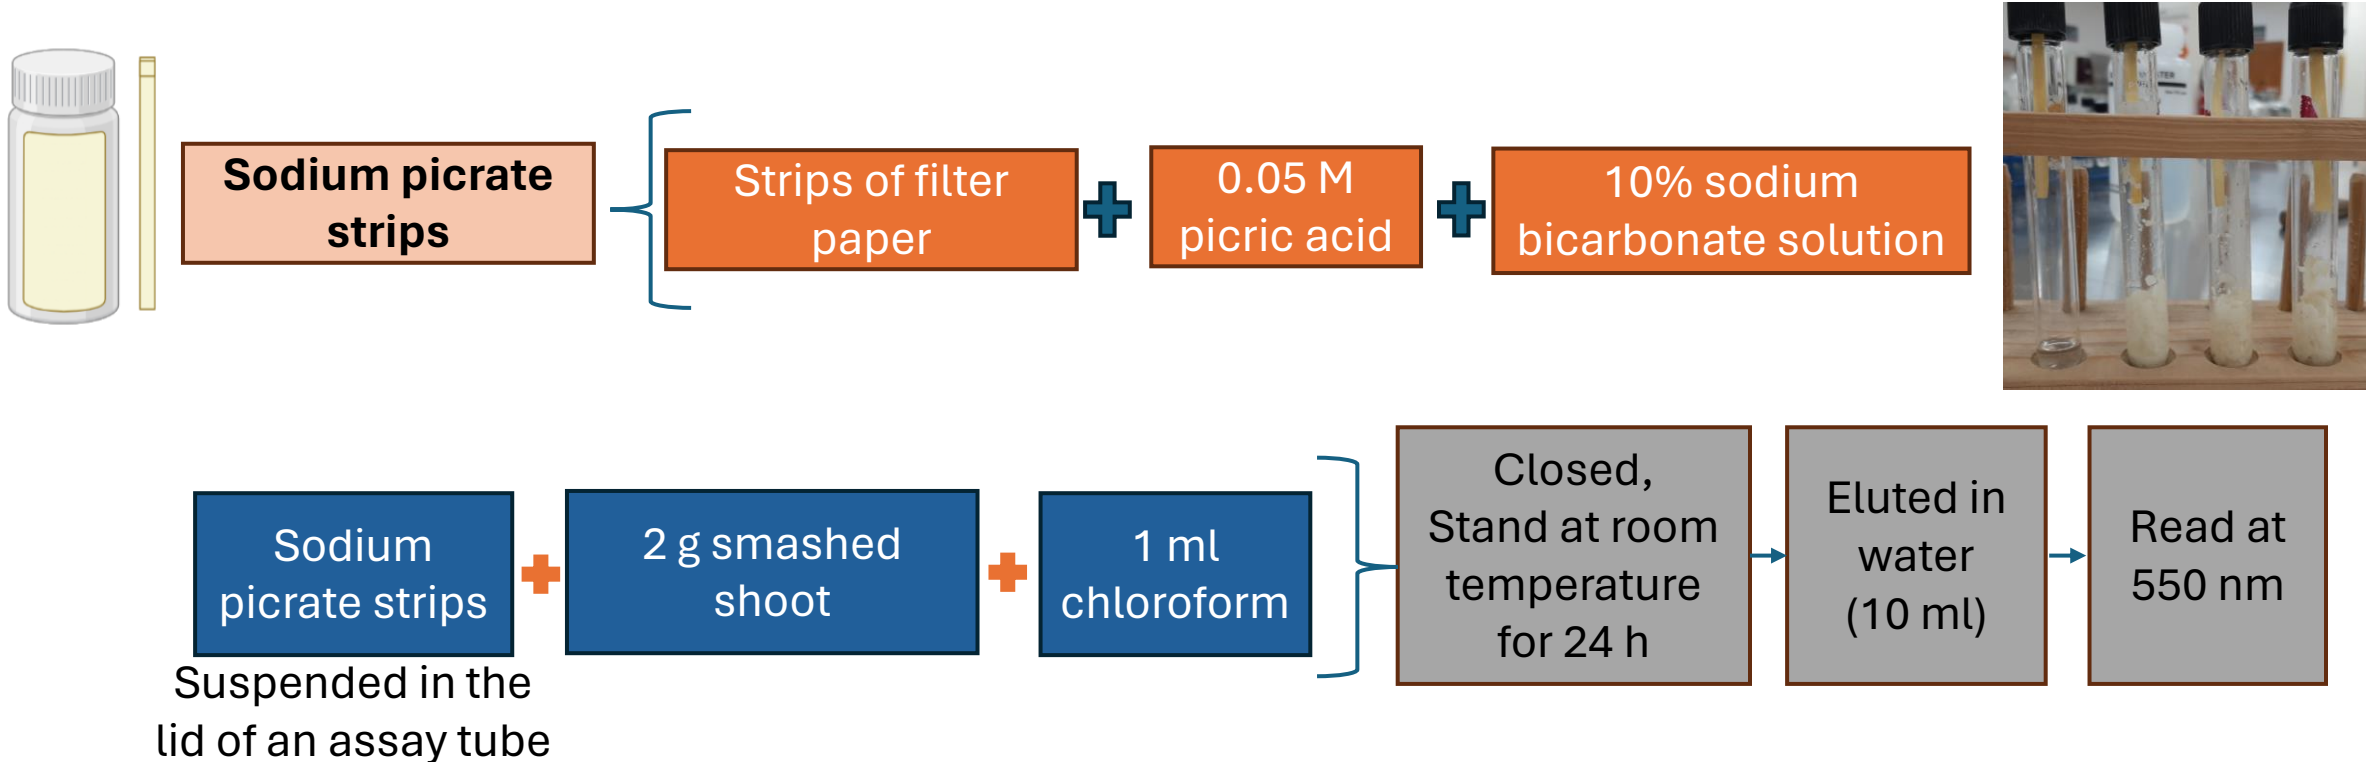 Sodium picrate
strips
Strips of filter
paper
0.05 M
picric acid
10% sodium
bicarbonate solution
Sodium
picrate strips
Suspended in the
lid of an assay tube
2 g smashed
shoot
1 ml
chloroform
Closed,
Stand at room
temperature
for 24 h
Eluted in
water
(10 ml)
Read at
550 nm